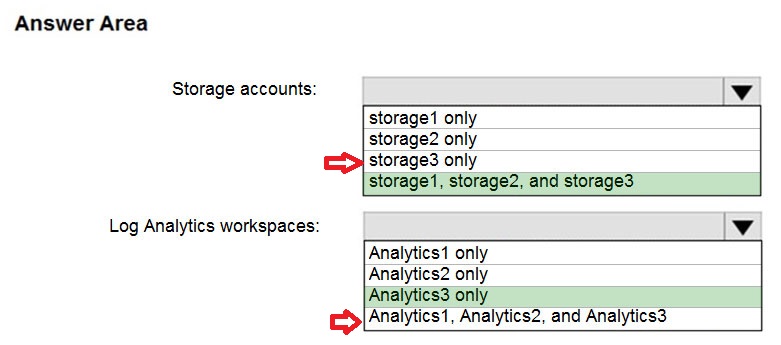 Answer Area
Storage accounts:
storage1 only
storage2 only
storage3 only
storage1, storage2, and storage3
Log Analytics workspaces:
Analytics1 only
Analytics2 only
Analytics3 only
Analytics1, Analytics2, and Analytics3